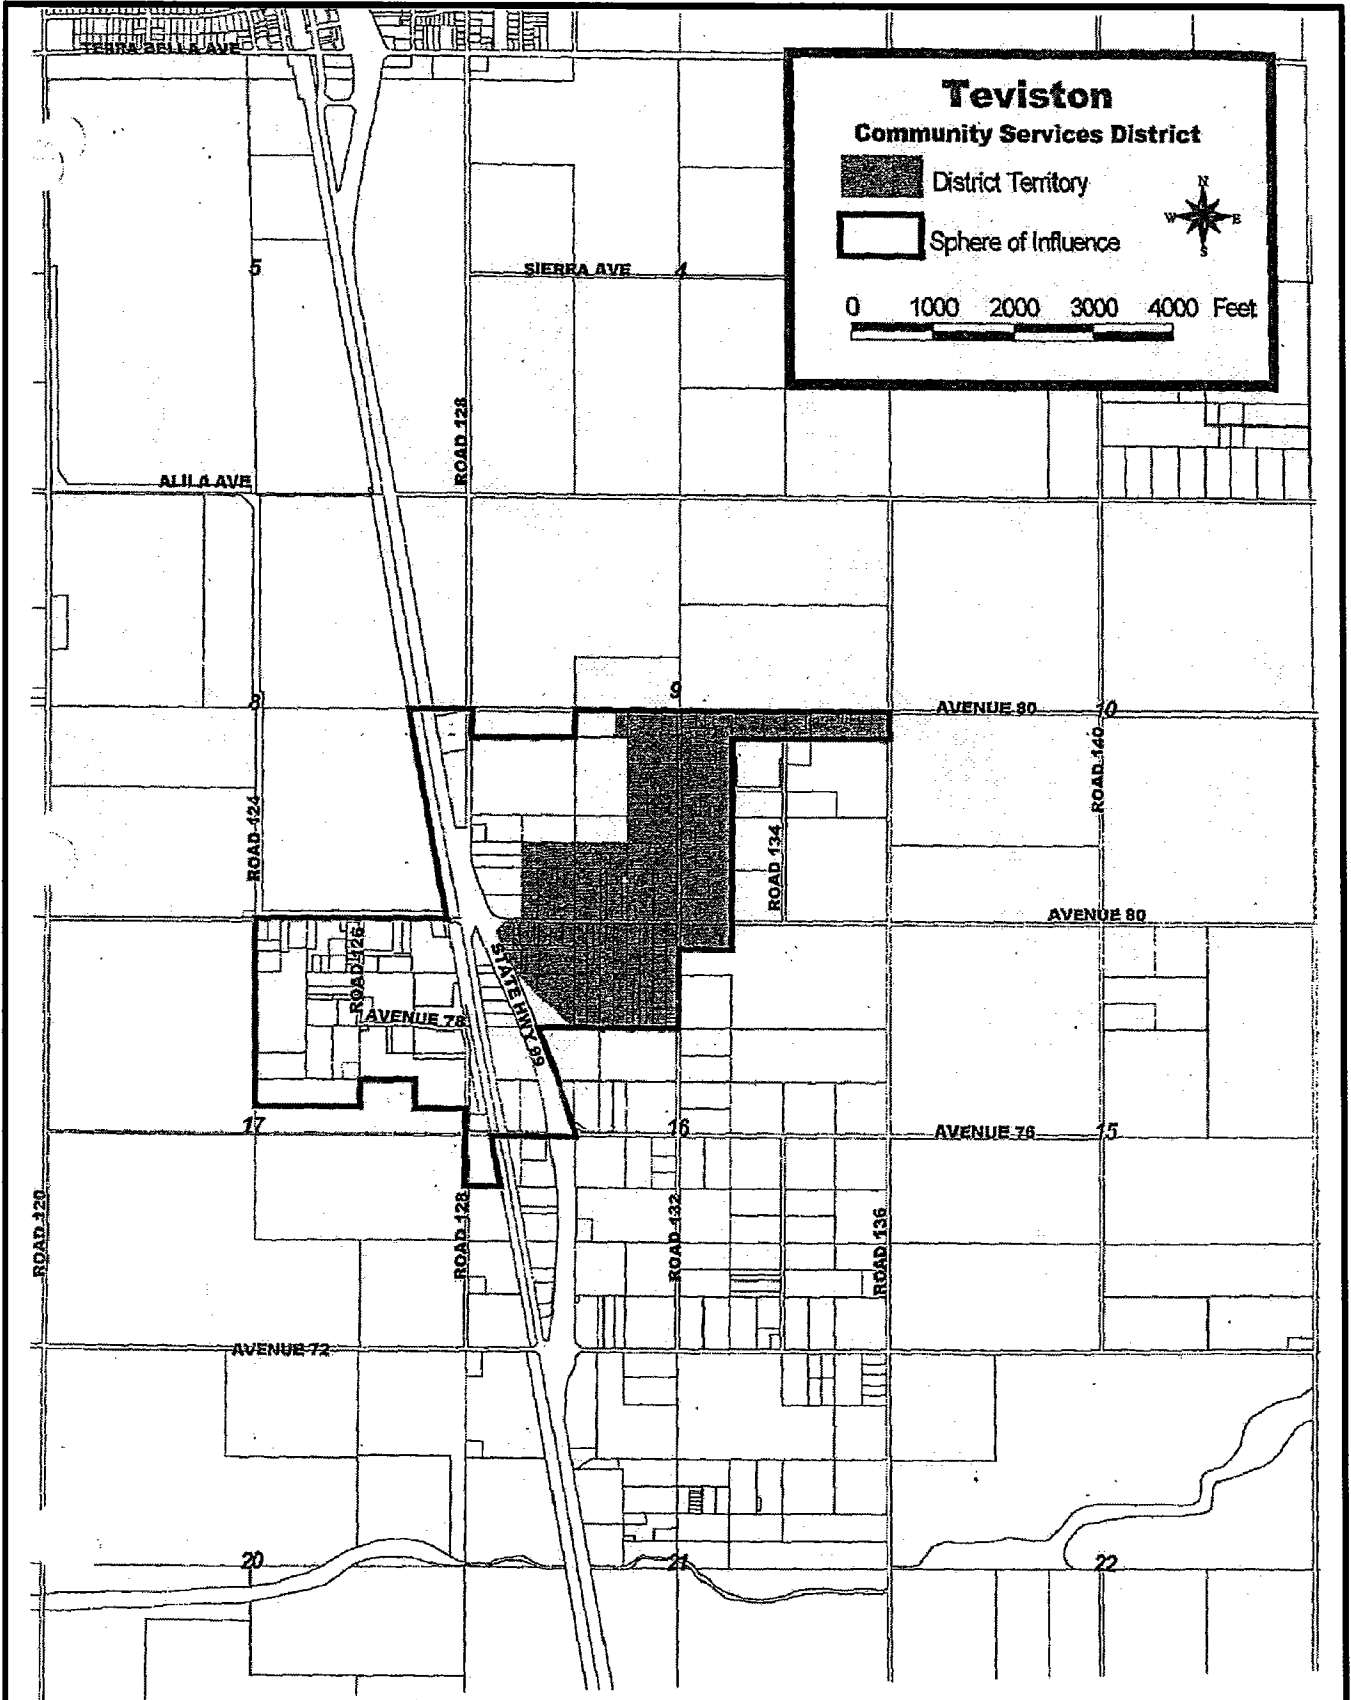 TERRA BELLA AVE
Teviston
Community Services District
District Territory
Sphere of Influence
N
W E
S
0 1000 2000 3000 4000 Feet
5
SIERRA AVE 4
ROAD 128
ALILA AVE
8
9
AVENUE 80 10
ROAD 124
ROAD 134
ROAD 140
AVENUE 80
ROAD 126
STATE HWY 99
AVENUE 78
17
16
AVENUE 76 15
ROAD 120
ROAD 128
ROAD 132
ROAD 136
AVENUE 72
20
21
22